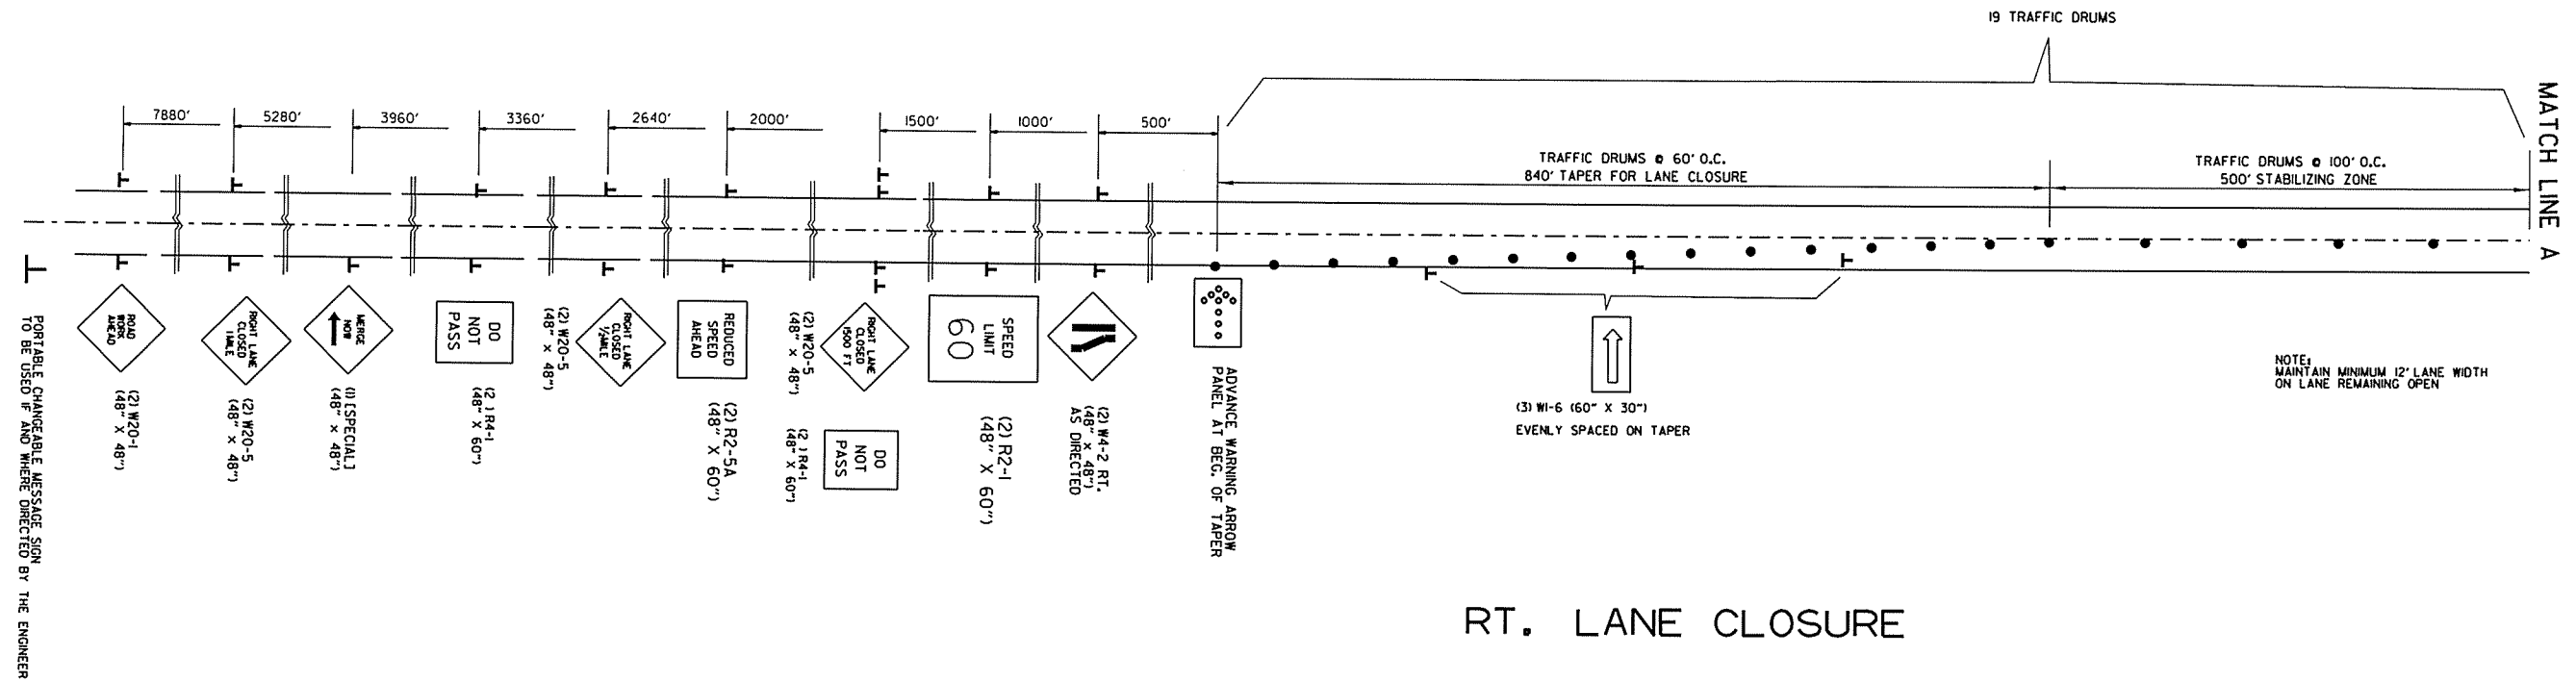 19 TRAFFIC DRUMS
MATCH LINE A
7880'
5280'
3960'
3360'
2640'
2000'
1500'
1000'
500'
TRAFFIC DRUMS @ 60' O.C.
840' TAPER FOR LANE CLOSURE
TRAFFIC DRUMS @ 100' O.C.
500' STABILIZING ZONE
PORTABLE CHANGEABLE MESSAGE SIGN
TO BE USED IF AND WHERE DIRECTED BY THE ENGINEER
ROAD
WORK
AHEAD
(2) W20-1
(48" X 48")
RIGHT LANE
CLOSED
1 MILE
(2) W20-5
(48" X 48")
MERGE
NOW
(1) [SPECIAL]
(48" X 48")
DO
NOT
PASS
(2 ) R4-1
(48" X 60")
RIGHT LANE
CLOSED
1/2 MILE
(2) W20-5
(48" X 48")
REDUCED
SPEED
AHEAD
(2) R2-5A
(48" X 60")
RIGHT LANE
CLOSED
1500 FT
(2) W20-5
(48" X 48")
DO
NOT
PASS
(2 ) R4-1
(48" X 60")
SPEED
LIMIT
60
(2) R2-1
(48" X 60")
(2) W4-2 RT.
(48" X 48")
AS DIRECTED
ADVANCE WARNING ARROW
PANEL AT BEG. OF TAPER
(3) W1-6 (60" X 30")
EVENLY SPACED ON TAPER
NOTE:
MAINTAIN MINIMUM 12' LANE WIDTH
ON LANE REMAINING OPEN
RT. LANE CLOSURE